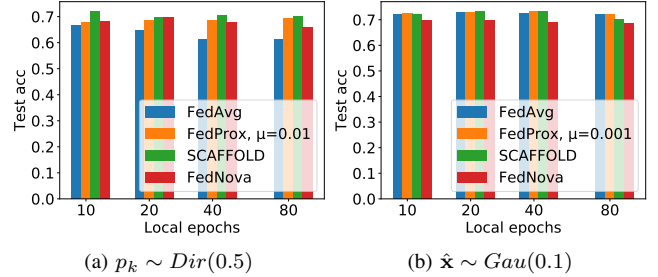 Test acc
0.7
0.6
0.5
0.4
0.3
0.2
0.1
0.0
FedAvg
FedProx, μ=0.01
SCAFFOLD
FedNova
10 20 40 80
Local epochs
(a) p_k ∼ Dir(0.5)
Test acc
0.7
0.6
0.5
0.4
0.3
0.2
0.1
0.0
FedAvg
FedProx, μ=0.001
SCAFFOLD
FedNova
10 20 40 80
Local epochs
(b) x̂ ∼ Gau(0.1)